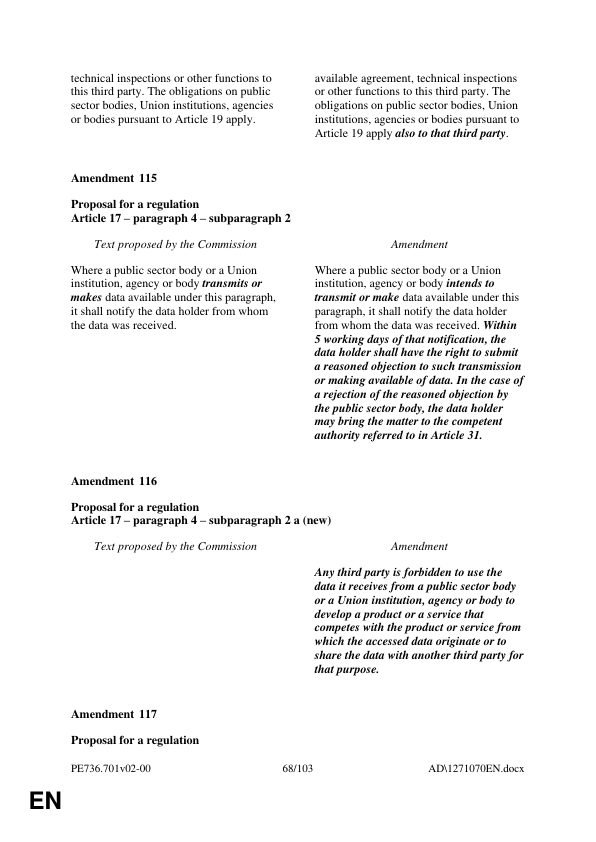 technical inspections or other functions to
this third party. The obligations on public
sector bodies, Union institutions, agencies
or bodies pursuant to Article 19 apply.
available agreement, technical inspections
or other functions to this third party. The
obligations on public sector bodies, Union
institutions, agencies or bodies pursuant to
Article 19 apply also to that third party.
Amendment 115
Proposal for a regulation
Article 17 – paragraph 4 – subparagraph 2
Text proposed by the Commission
Amendment
Where a public sector body or a Union
institution, agency or body transmits or
makes data available under this paragraph,
it shall notify the data holder from whom
the data was received.
Where a public sector body or a Union
institution, agency or body intends to
transmit or make data available under this
paragraph, it shall notify the data holder
from whom the data was received. Within
5 working days of that notification, the
data holder shall have the right to submit
a reasoned objection to such transmission
or making available of data. In the case of
a rejection of the reasoned objection by
the public sector body, the data holder
may bring the matter to the competent
authority referred to in Article 31.
Amendment 116
Proposal for a regulation
Article 17 – paragraph 4 – subparagraph 2 a (new)
Text proposed by the Commission
Amendment
Any third party is forbidden to use the
data it receives from a public sector body
or a Union institution, agency or body to
develop a product or a service that
competes with the product or service from
which the accessed data originate or to
share the data with another third party for
that purpose.
Amendment 117
Proposal for a regulation
PE736.701v02-00
68/103
AD\1271070EN.docx
EN